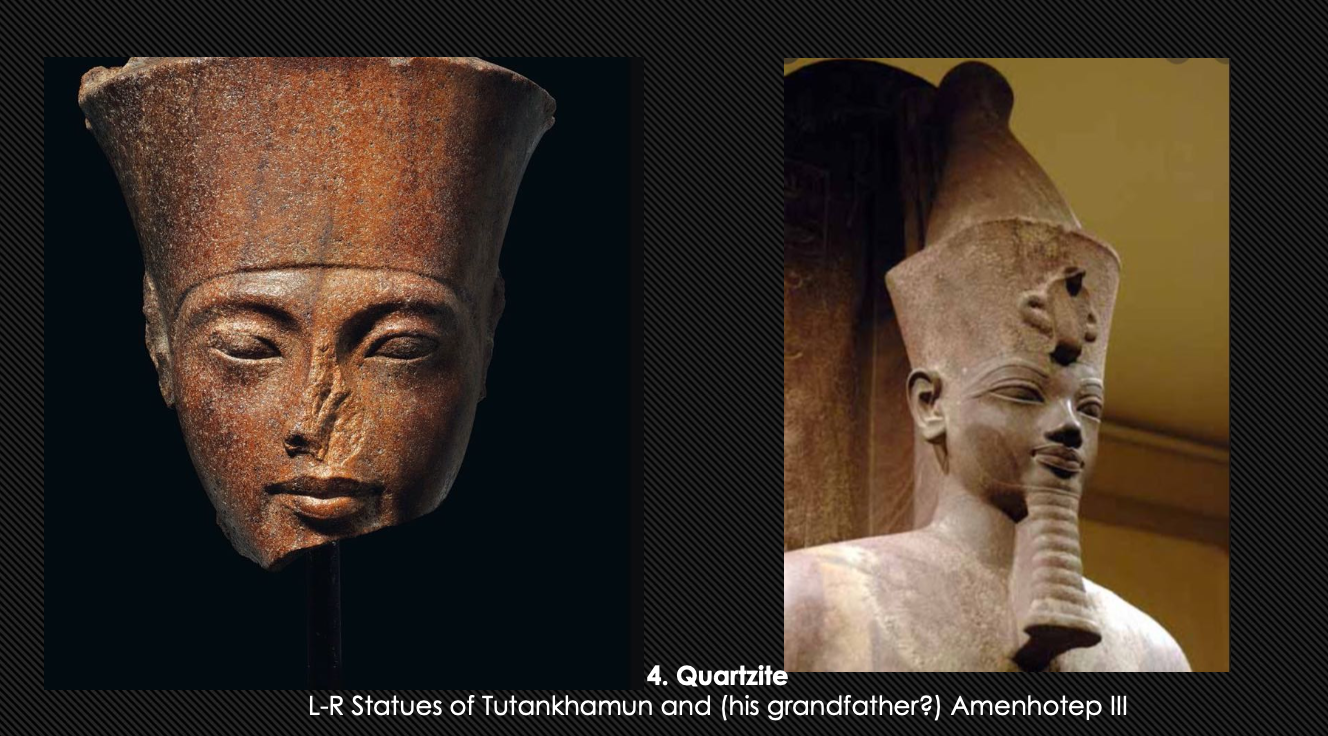 4. Quartzite
L-R Statues of Tutankhamun and (his grandfather?) Amenhotep III